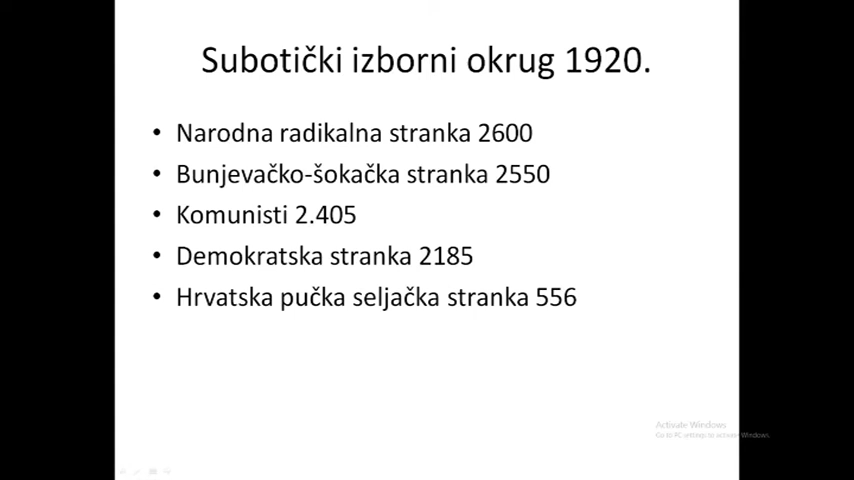 Subotički izborni okrug 1920.
• Narodna radikalna stranka 2600
• Bunjevačko-šokačka stranka 2550
• Komunisti 2.405
• Demokratska stranka 2185
• Hrvatska pučka seljačka stranka 556
Activate Windows
Go to PC settings to activate Windows.